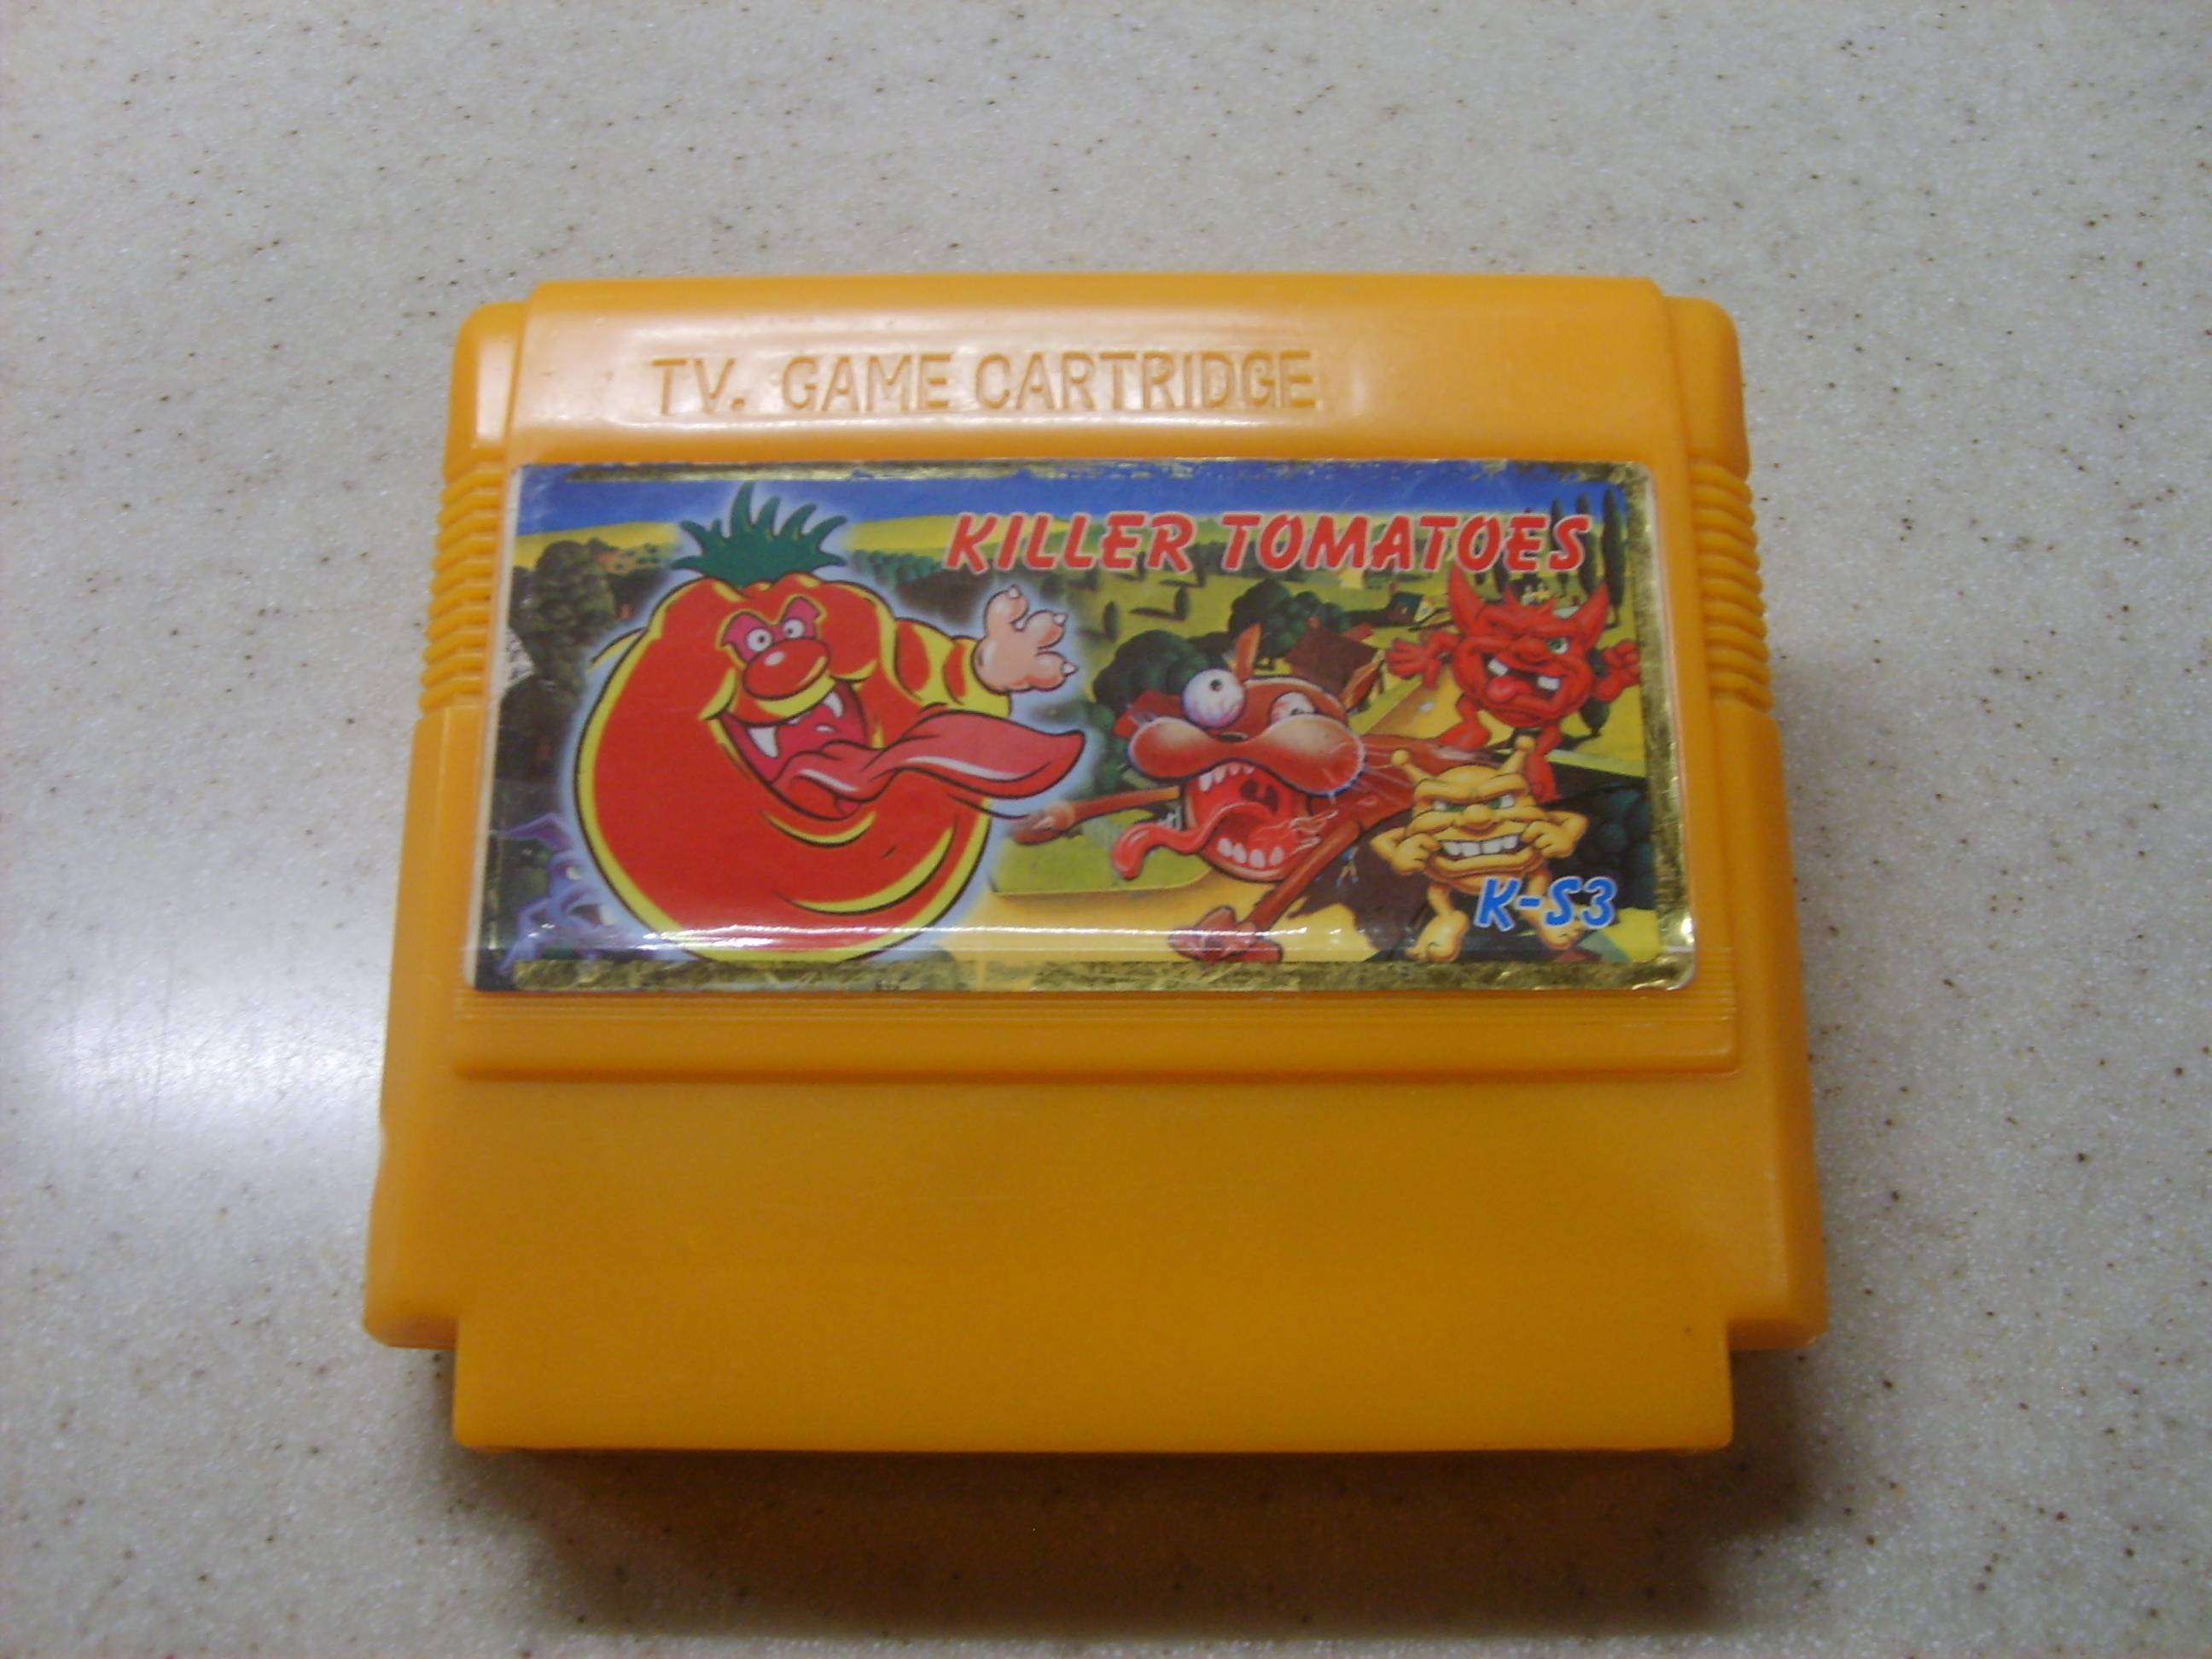 TV. GAME CARTRIDGE
KILLER TOMATOES
K-S3